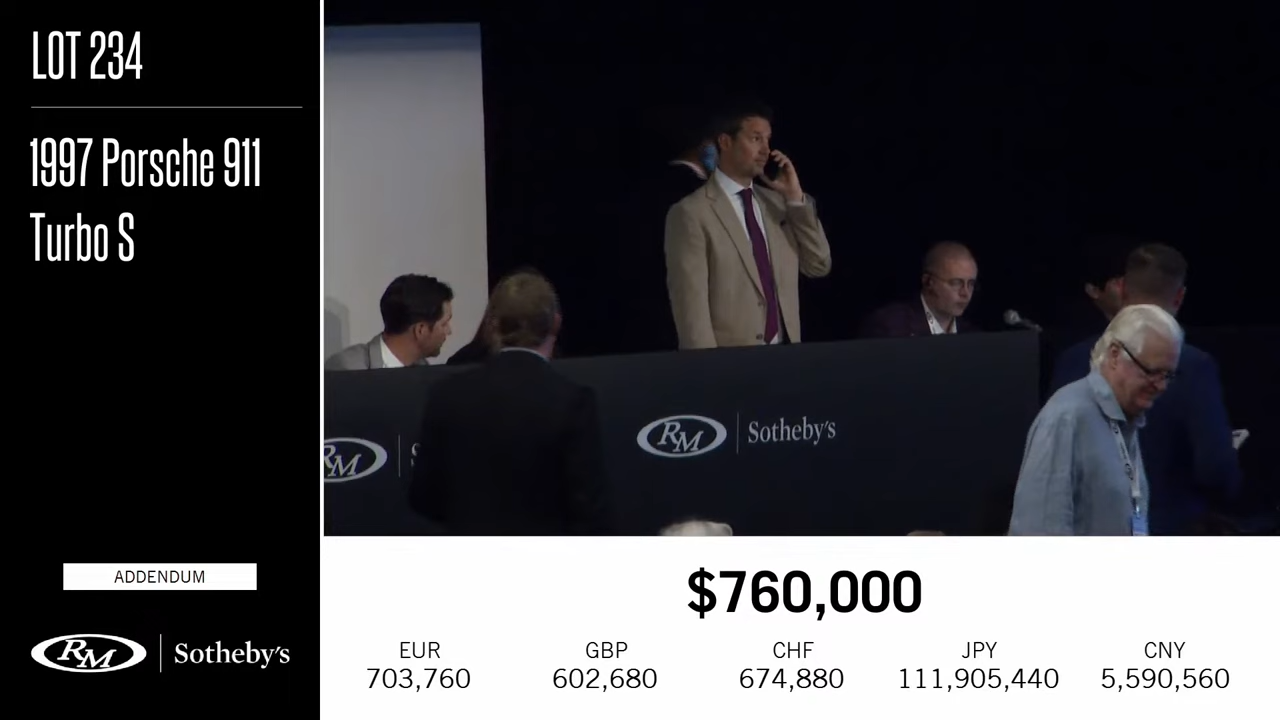 LOT 234
1997 Porsche 911
Turbo S
ADDENDUM
RM Sotheby's
RM S
RM Sotheby's
$760,000
EUR GBP CHF JPY CNY
703,760 602,680 674,880 111,905,440 5,590,560